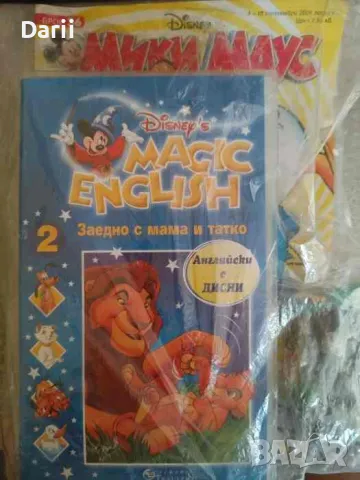 Darii
Disney
МИКИ МАУС
Disney's
MAGIC
ENGLISH
2
Заедно с мама и татко
Английски с
ДИСНИ
BAZAR